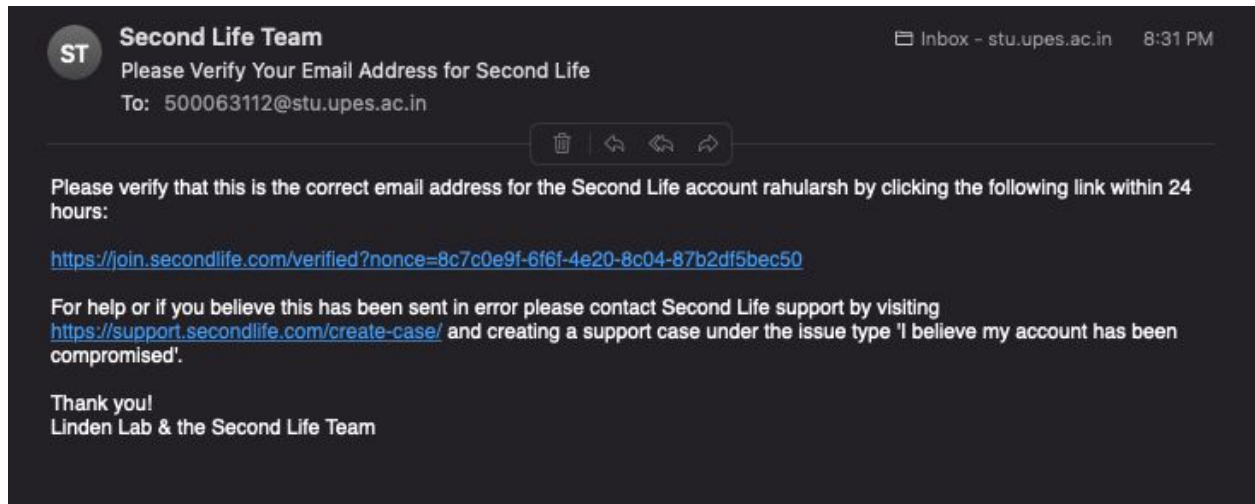 ST
Second Life Team
Inbox - stu.upes.ac.in 8:31 PM
Please Verify Your Email Address for Second Life
To: 500063112@stu.upes.ac.in
Please verify that this is the correct email address for the Second Life account rahularsh by clicking the following link within 24
hours:
https://join.secondlife.com/verified?nonce=8c7c0e9f-6f6f-4e20-8c04-87b2df5bec50
For help or if you believe this has been sent in error please contact Second Life support by visiting
https://support.secondlife.com/create-case/ and creating a support case under the issue type 'I believe my account has been
compromised'.
Thank you!
Linden Lab & the Second Life Team